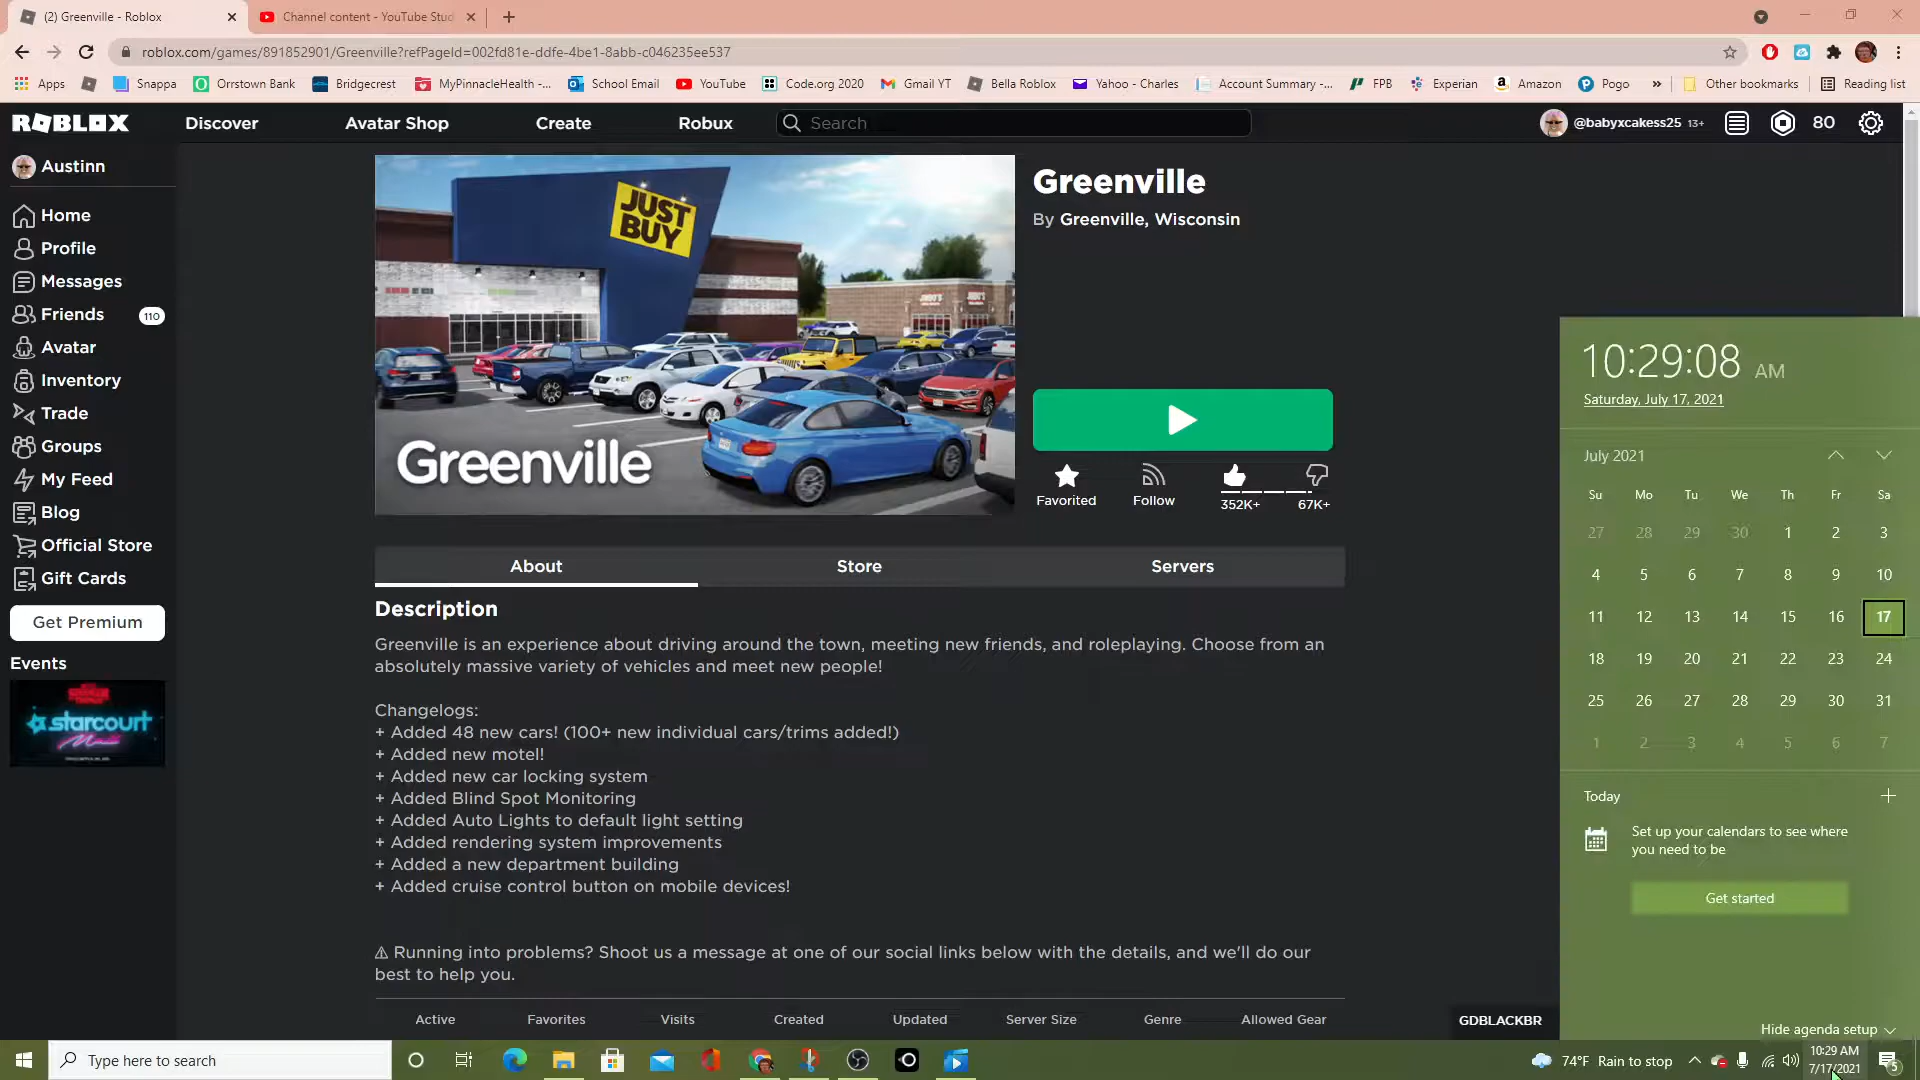 (2) Greenville - Roblox
Channel content - YouTube Stud
roblox.com/games/891852901/Greenville?refPageId=002fd81e-ddfe-4be1-8abb-c046235ee537
Apps
Snappa
Orrstown Bank
Bridgecrest
MyPinnacleHealth -...
School Email
YouTube
Code.org 2020
Gmail YT
Bella Roblox
Yahoo - Charles
Account Summary -...
FPB
Experian
Amazon
Pogo
»
Other bookmarks
Reading list
ROBLOX
Discover
Avatar Shop
Create
Robux
Search
@babyxcakess25 13+
80
Austinn
Home
Profile
Messages
Friends 110
Avatar
Inventory
Trade
Groups
My Feed
Blog
Official Store
Gift Cards
Get Premium
Events
starcourt
JUST
BUY
Greenville
Greenville
By Greenville, Wisconsin
Favorited
Follow
352K+
67K+
About
Store
Servers
Description
Greenville is an experience about driving around the town, meeting new friends, and roleplaying. Choose from an
absolutely massive variety of vehicles and meet new people!
Changelogs:
+ Added 48 new cars! (100+ new individual cars/trims added!)
+ Added new motel!
+ Added new car locking system
+ Added Blind Spot Monitoring
+ Added Auto Lights to default light setting
+ Added rendering system improvements
+ Added a new department building
+ Added cruise control button on mobile devices!
⚠ Running into problems? Shoot us a message at one of our social links below with the details, and we'll do our
best to help you.
Active Favorites Visits Created Updated Server Size Genre Allowed Gear
GDBLACKBR
10:29:08 AM
Saturday, July 17, 2021
July 2021
Su Mo Tu We Th Fr Sa
27 28 29 30 1 2 3
4 5 6 7 8 9 10
11 12 13 14 15 16 17
18 19 20 21 22 23 24
25 26 27 28 29 30 31
1 2 3 4 5 6 7
Today
Set up your calendars to see where
you need to be
Get started
Hide agenda setup
Type here to search
74°F Rain to stop
10:29 AM
7/17/2021
5